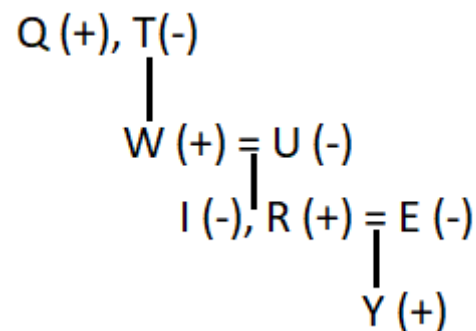 Q (+), T(-)
W (+) = U (-)
I (-), R (+) = E (-)
Y (+)